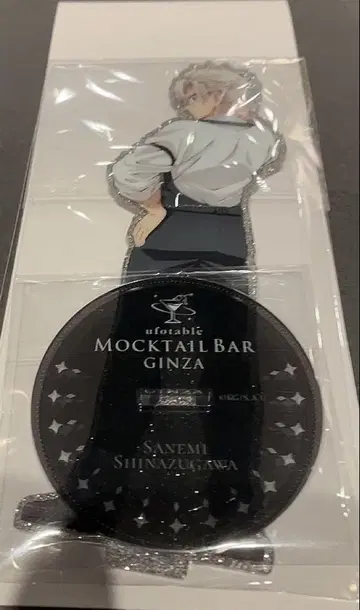 ufotable
MOCKTAIL BAR
GINZA
SANEMI
SHINAZUGAWA